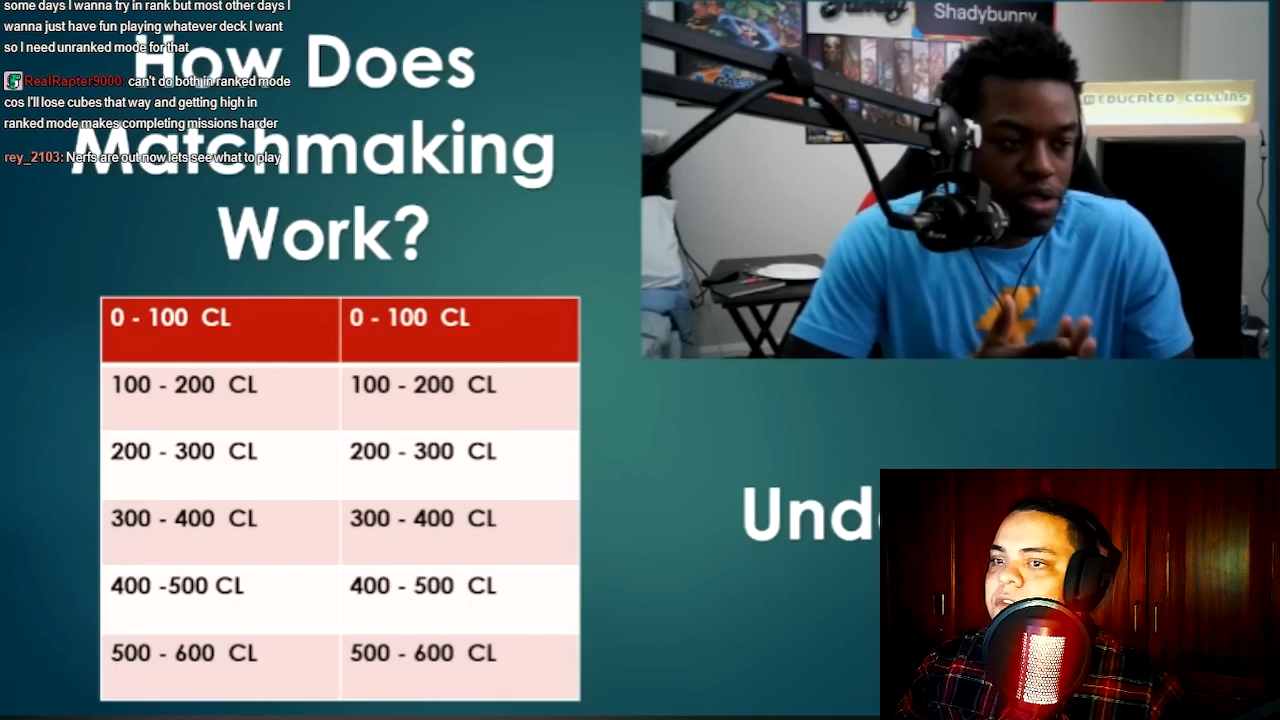 some days I wanna try in rank but most other days I
wanna just have fun playing whatever deck I want
so I need unranked mode for that
RealRapter9000: can't do both in ranked mode
cos I'll lose cubes that way and getting high in
ranked mode makes completing missions harder
rey_2103: Nerfs are out now lets see what to play
How Does
Matchmaking
Work?
0 - 100 CL 0 - 100 CL
100 - 200 CL 100 - 200 CL
200 - 300 CL 200 - 300 CL
300 - 400 CL 300 - 400 CL
400 -500 CL 400 - 500 CL
500 - 600 CL 500 - 600 CL
Shadybunny
@EDUCATED_COLLINS
Und